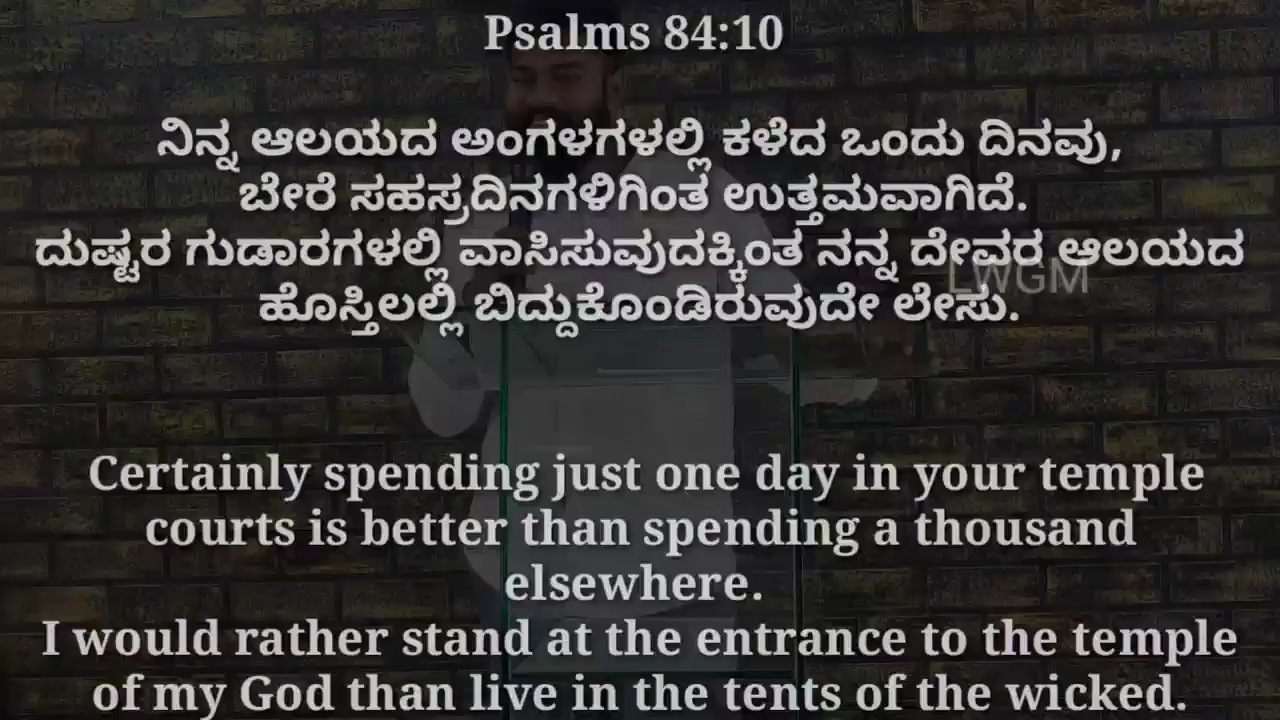 Psalms 84:10
ನಿನ್ನ ಆಲಯದ ಅಂಗಳಗಳಲ್ಲಿ ಕಳೆದ ಒಂದು ದಿನವು,
ಬೇರೆ ಸಹಸ್ರದಿನಗಳಿಗಿಂತ ಉತ್ತಮವಾಗಿದೆ.
ದುಷ್ಟರ ಗುಡಾರಗಳಲ್ಲಿ ವಾಸಿಸುವುದಕ್ಕಿಂತ ನನ್ನ ದೇವರ ಆಲಯದ
LWGM
ಹೊಸ್ತಿಲಲ್ಲಿ ಬಿದ್ದುಕೊಂಡಿರುವುದೇ ಲೇಸು.
Certainly spending just one day in your temple
courts is better than spending a thousand
elsewhere.
I would rather stand at the entrance to the temple
of my God than live in the tents of the wicked.